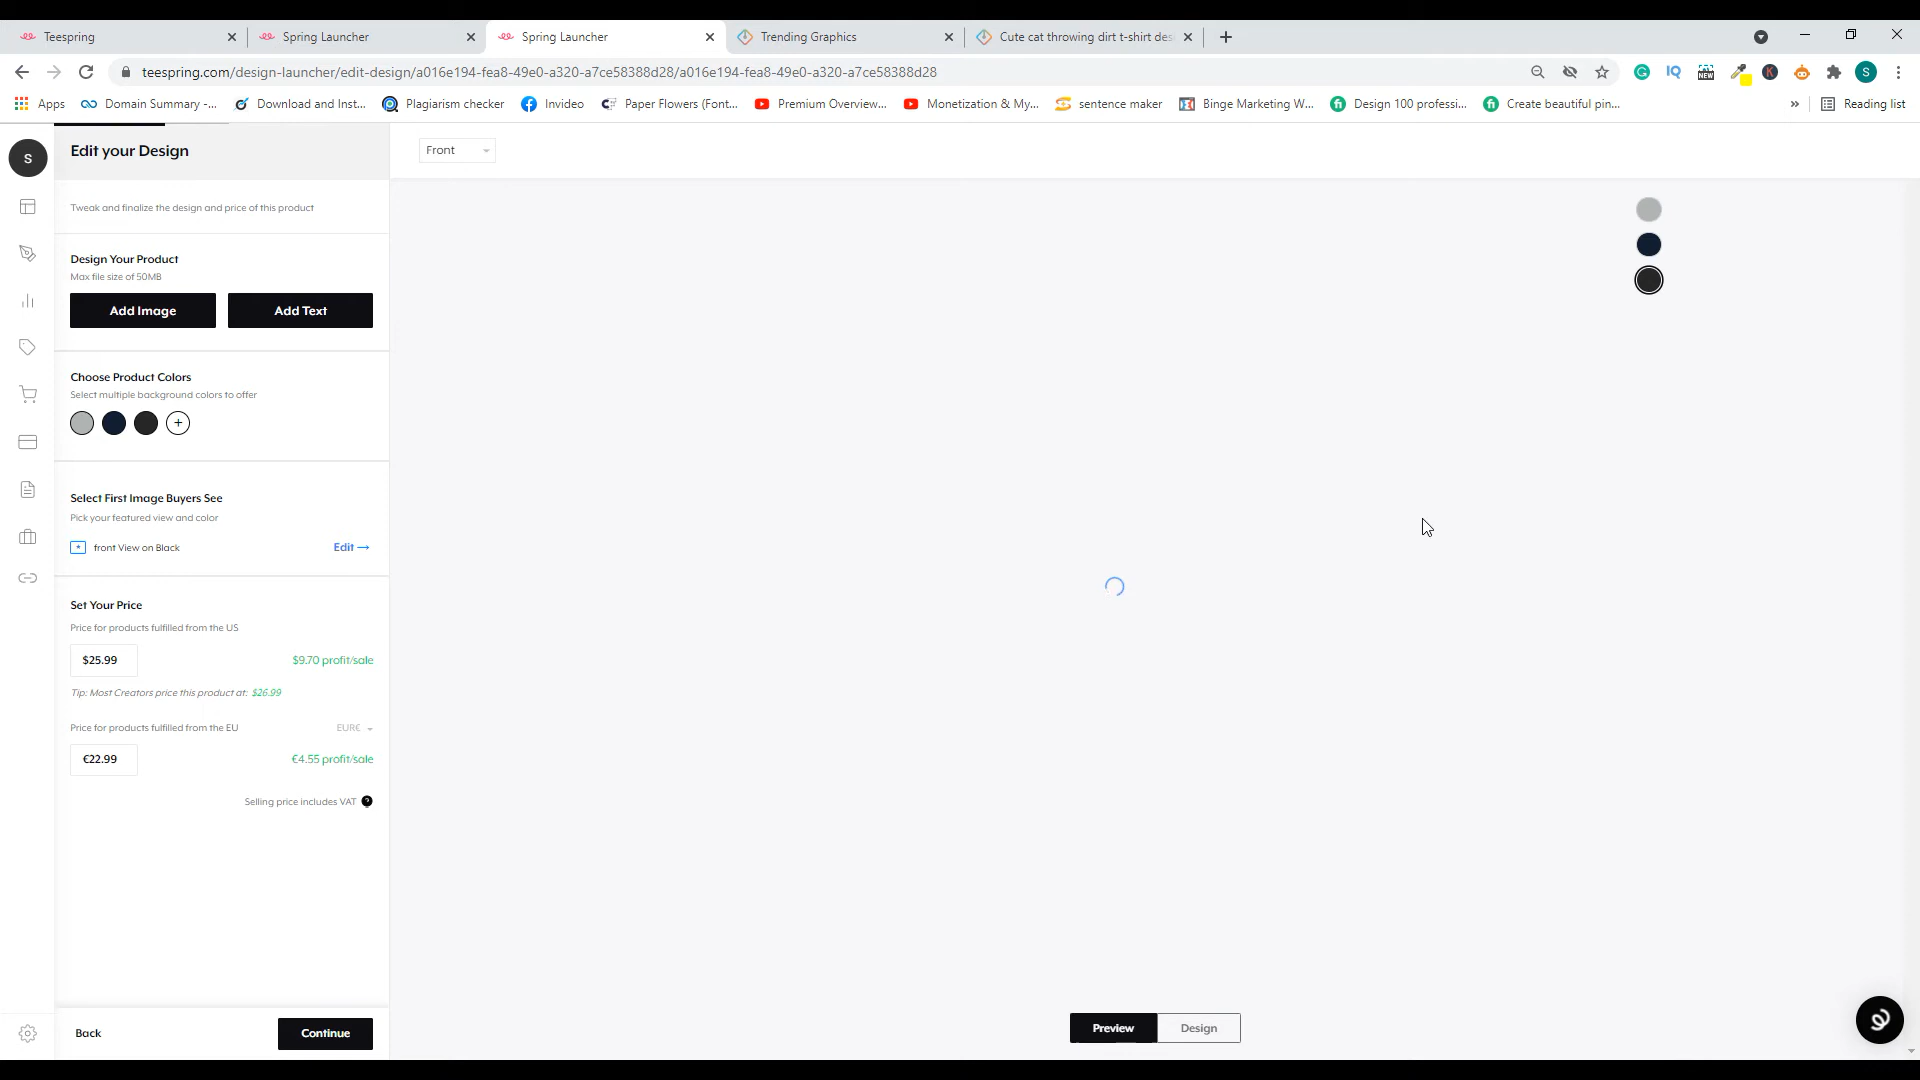 Teespring
Spring Launcher
Spring Launcher
Trending Graphics
Cute cat throwing dirt t-shirt des
teespring.com/design-launcher/edit-design/a016e194-fea8-49e0-a320-a7ce58388d28/a016e194-fea8-49e0-a320-a7ce58388d28
Apps
Domain Summary -...
Download and Inst...
Plagiarism checker
Invideo
Paper Flowers (Font...
Premium Overview...
Monetization & My...
sentence maker
Binge Marketing W...
Design 100 professi...
Create beautiful pin...
Reading list
S
Edit your Design
Front
Tweak and finalize the design and price of this product
Design Your Product
Max file size of 50MB
Add Image
Add Text
Choose Product Colors
Select multiple background colors to offer
Select First Image Buyers See
Pick your featured view and color
front View on Black
Edit →
Set Your Price
Price for products fulfilled from the US
$25.99
$9.70 profit/sale
Tip: Most Creators price this product at: $26.99
Price for products fulfilled from the EU
EUR€
€22.99
€4.55 profit/sale
Selling price includes VAT ?
Back
Continue
Preview
Design
IQ
NEW
K
S